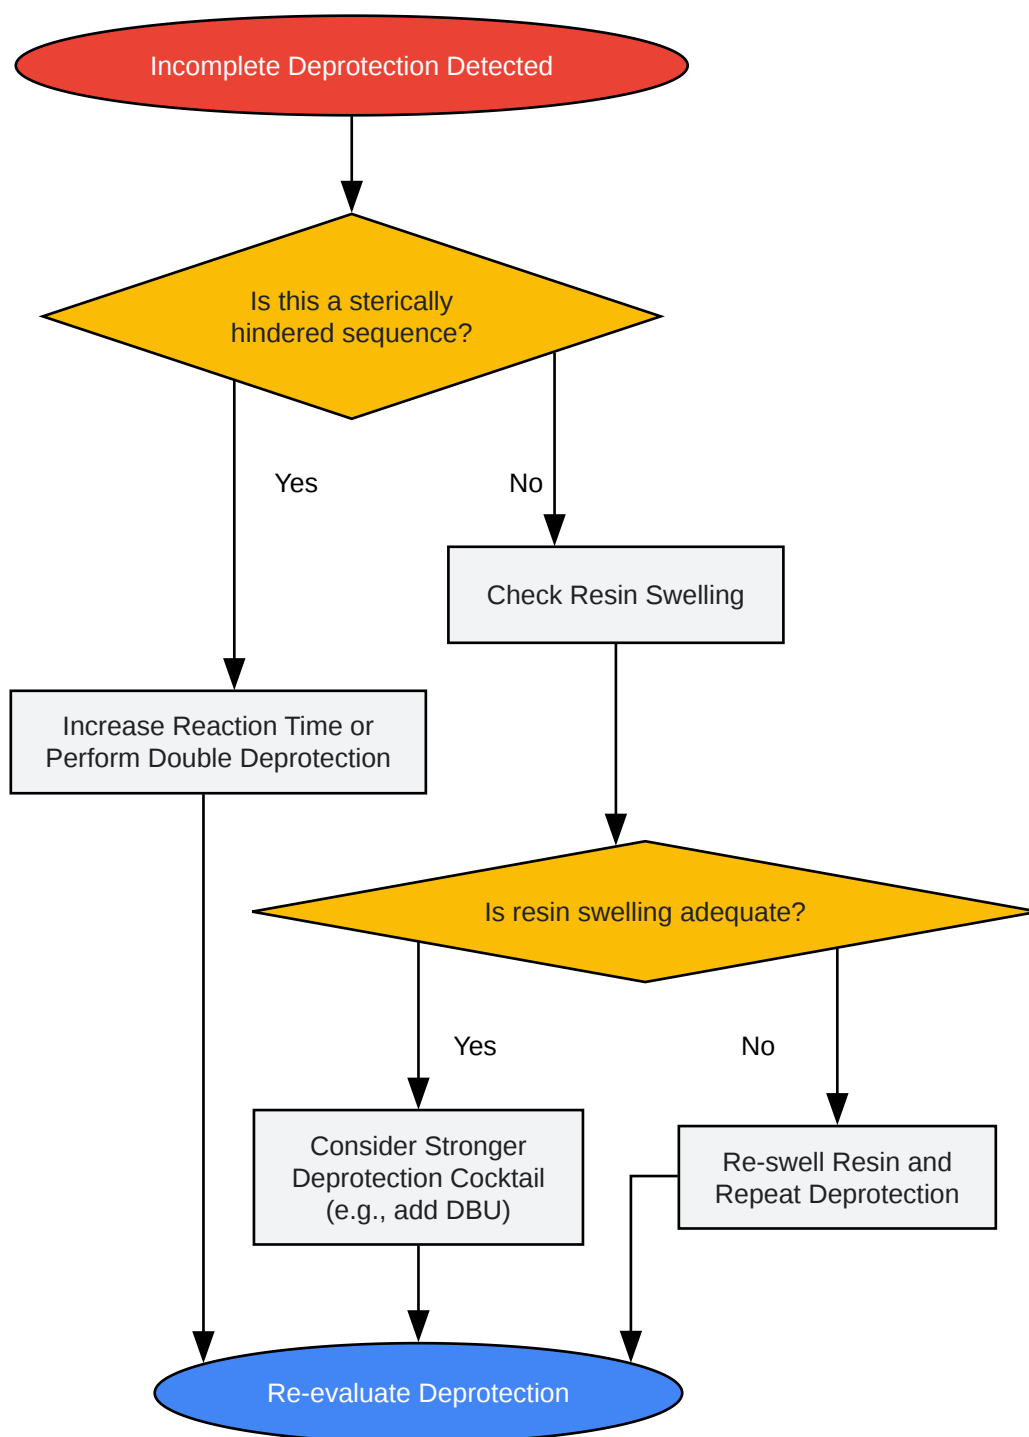 Incomplete Deprotection Detected
Is this a sterically
hindered sequence?
Yes
No
Check Resin Swelling
Increase Reaction Time or
Perform Double Deprotection
Is resin swelling adequate?
Yes
No
Consider Stronger
Deprotection Cocktail
(e.g., add DBU)
Re-swell Resin and
Repeat Deprotection
Re-evaluate Deprotection